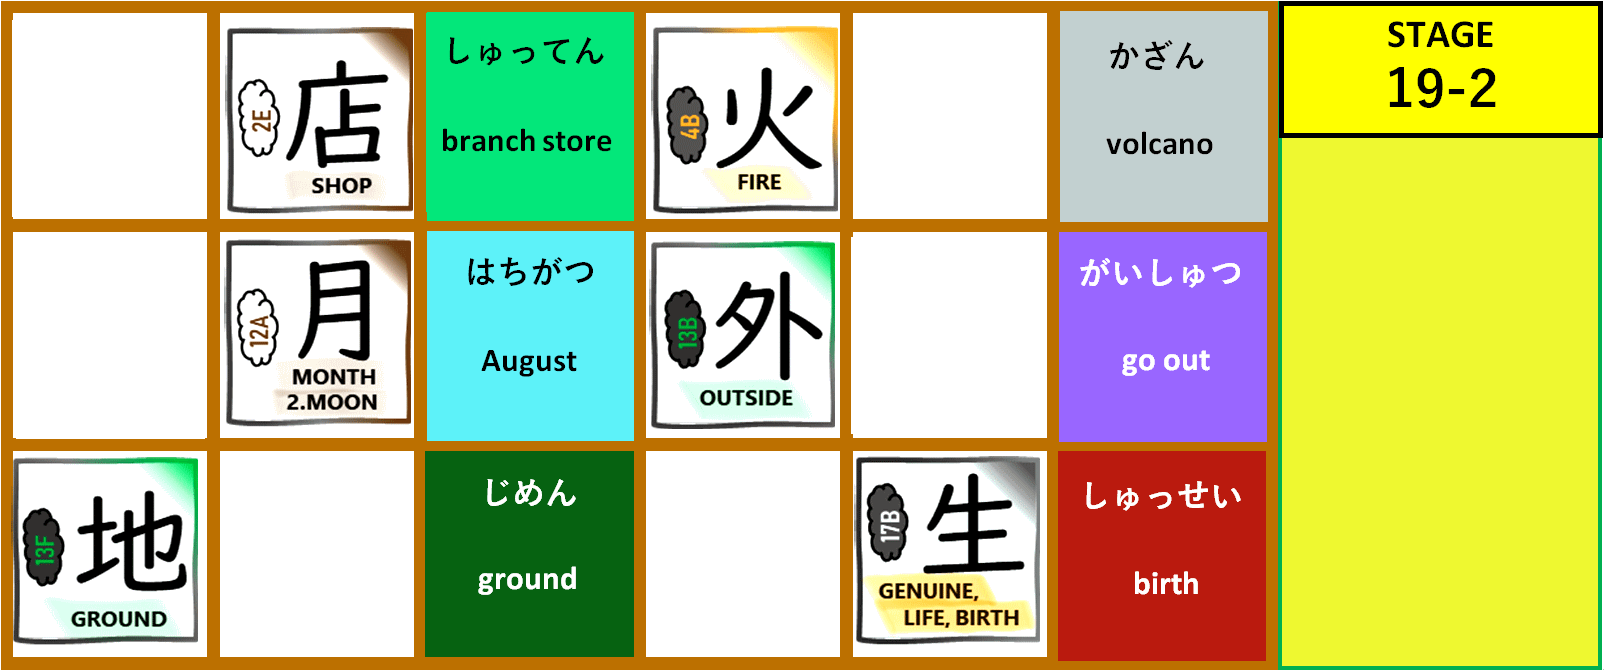 2E
店
SHOP
しゅってん
branch store
4B
火
FIRE
かざん
volcano
STAGE
19-2
12A
月
MONTH
2.MOON
はちがつ
August
13B
外
OUTSIDE
がいしゅつ
go out
13F
地
GROUND
じめん
ground
17B
生
GENUINE,
LIFE, BIRTH
しゅっせい
birth